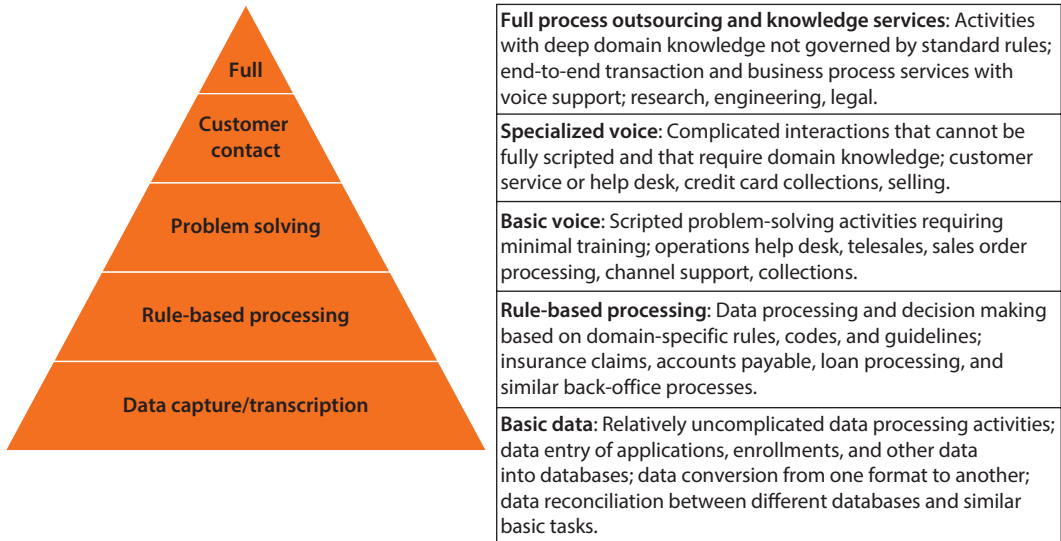 Full
Customer
contact
Problem solving
Rule-based processing
Data capture/transcription
Full process outsourcing and knowledge services: Activities
with deep domain knowledge not governed by standard rules;
end-to-end transaction and business process services with
voice support; research, engineering, legal.
Specialized voice: Complicated interactions that cannot be
fully scripted and that require domain knowledge; customer
service or help desk, credit card collections, selling.
Basic voice: Scripted problem-solving activities requiring
minimal training; operations help desk, telesales, sales order
processing, channel support, collections.
Rule-based processing: Data processing and decision making
based on domain-specific rules, codes, and guidelines;
insurance claims, accounts payable, loan processing, and
similar back-office processes.
Basic data: Relatively uncomplicated data processing activities;
data entry of applications, enrollments, and other data
into databases; data conversion from one format to another;
data reconciliation between different databases and similar
basic tasks.